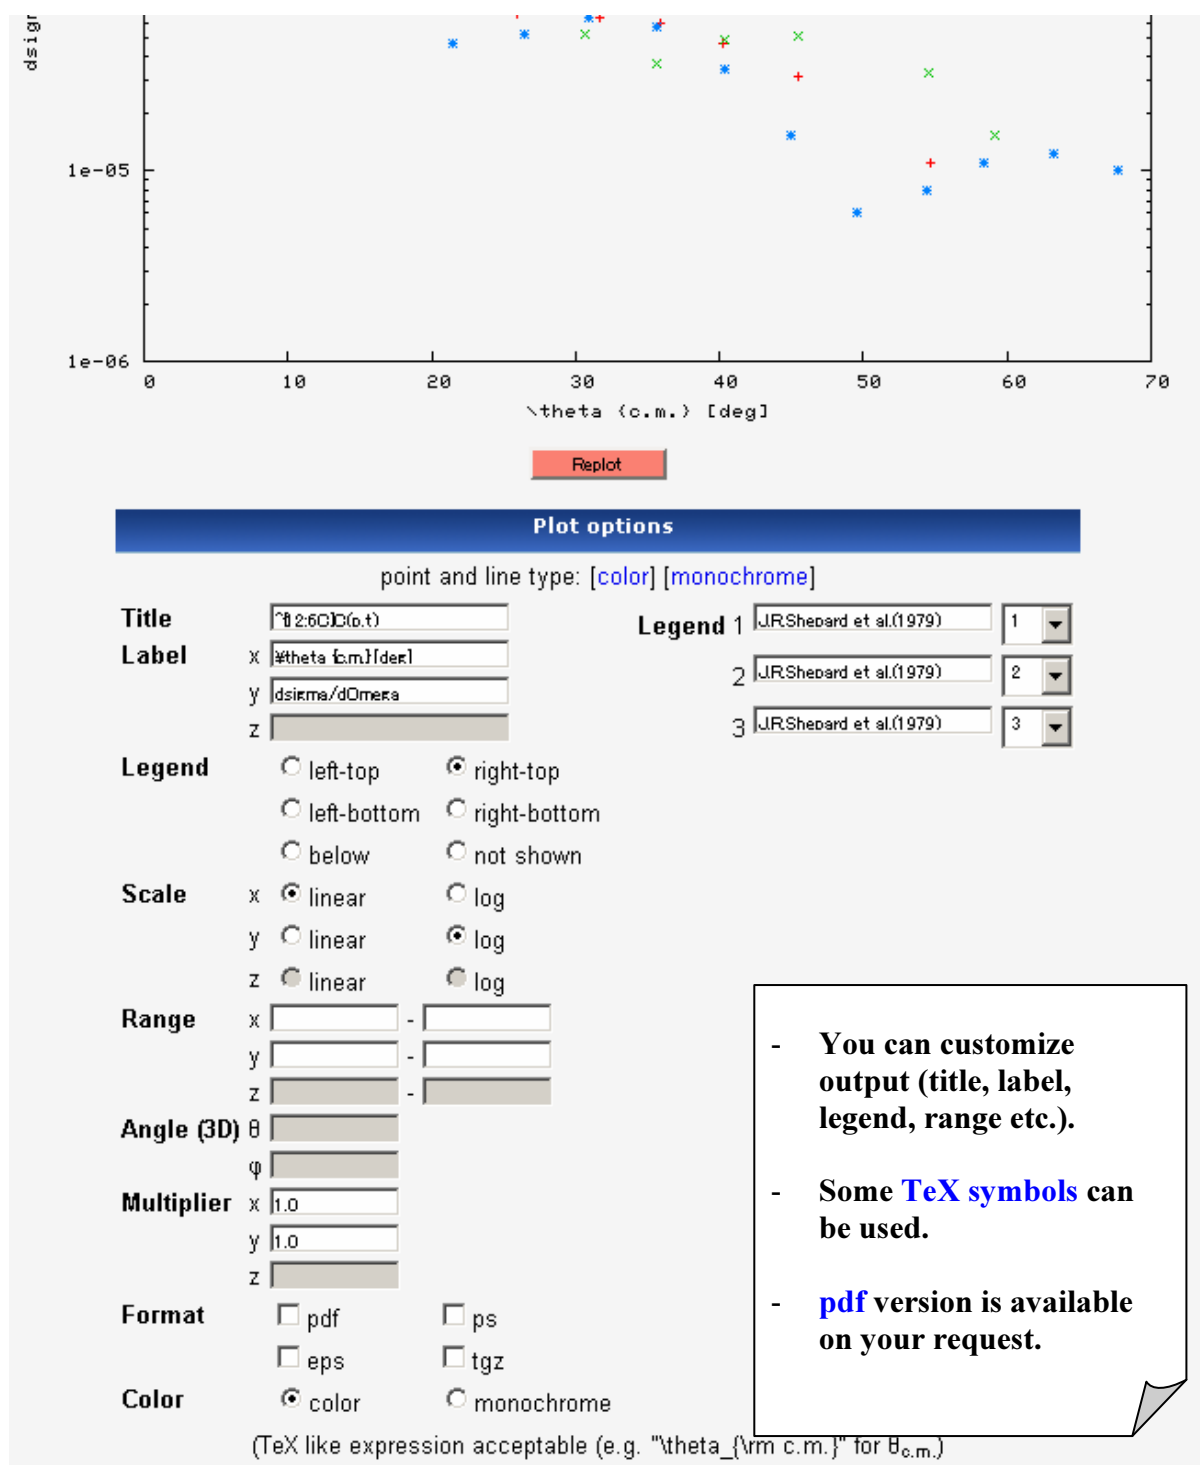 dsign
1e-05
1e-06
0 10 20 30 40 50 60 70
\theta {c.m.} [deg]
Replot
Plot options
point and line type: [color] [monochrome]
Title ^{12:6C}C(p,t)
Legend 1 J.R.Shepard et al.(1979) 1
Label x ¥theta {c.m.} [deg]
2 J.R.Shepard et al.(1979) 2
y dsigma/dOmega
z
3 J.R.Shepard et al.(1979) 3
Legend left-top right-top
left-bottom right-bottom
below not shown
Scale x linear log
y linear log
z linear log
Range x -
y -
z -
Angle (3D) θ
φ
Multiplier x 1.0
y 1.0
z
Format pdf ps
eps tgz
Color color monochrome
(TeX like expression acceptable (e.g. "\theta_{\rm c.m.}" for θc.m.)
- You can customize
output (title, label,
legend, range etc.).
- Some TeX symbols can
be used.
- pdf version is available
on your request.